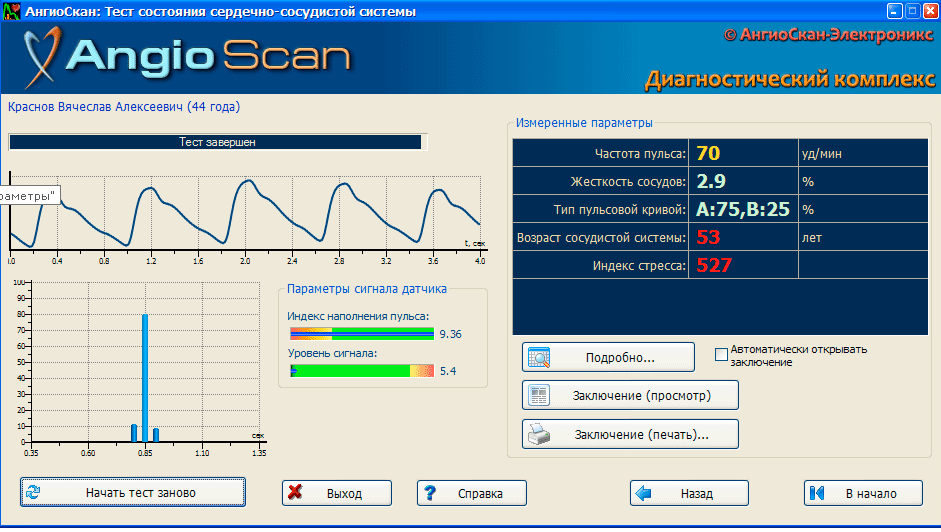 АнгиоСкан: Тест состояния сердечно-сосудистой системы
AngioScan
© АнгиоСкан-Электроникс
Диагностический комплекс
Краснов Вячеслав Алексеевич (44 года)
Тест завершен
раметры"
t, сек
0.0 0.4 0.8 1.2 1.6 2.0 2.4 2.8 3.2 3.6 4.0
100
90
80
70
60
50
40
30
20
10
0
сек
0.35 0.60 0.85 1.10 1.35
Параметры сигнала датчика
Индекс наполнения пульса:
9.36
Уровень сигнала:
5.4
Измеренные параметры
Частота пульса: 70 уд/мин
Жесткость сосудов: 2.9 %
Тип пульсовой кривой: A:75,B:25 %
Возраст сосудистой системы: 53 лет
Индекс стресса: 527
Подробно...
Автоматически открывать
заключение
Заключение (просмотр)
Заключение (печать)...
Начать тест заново
Выход
Справка
Назад
В начало